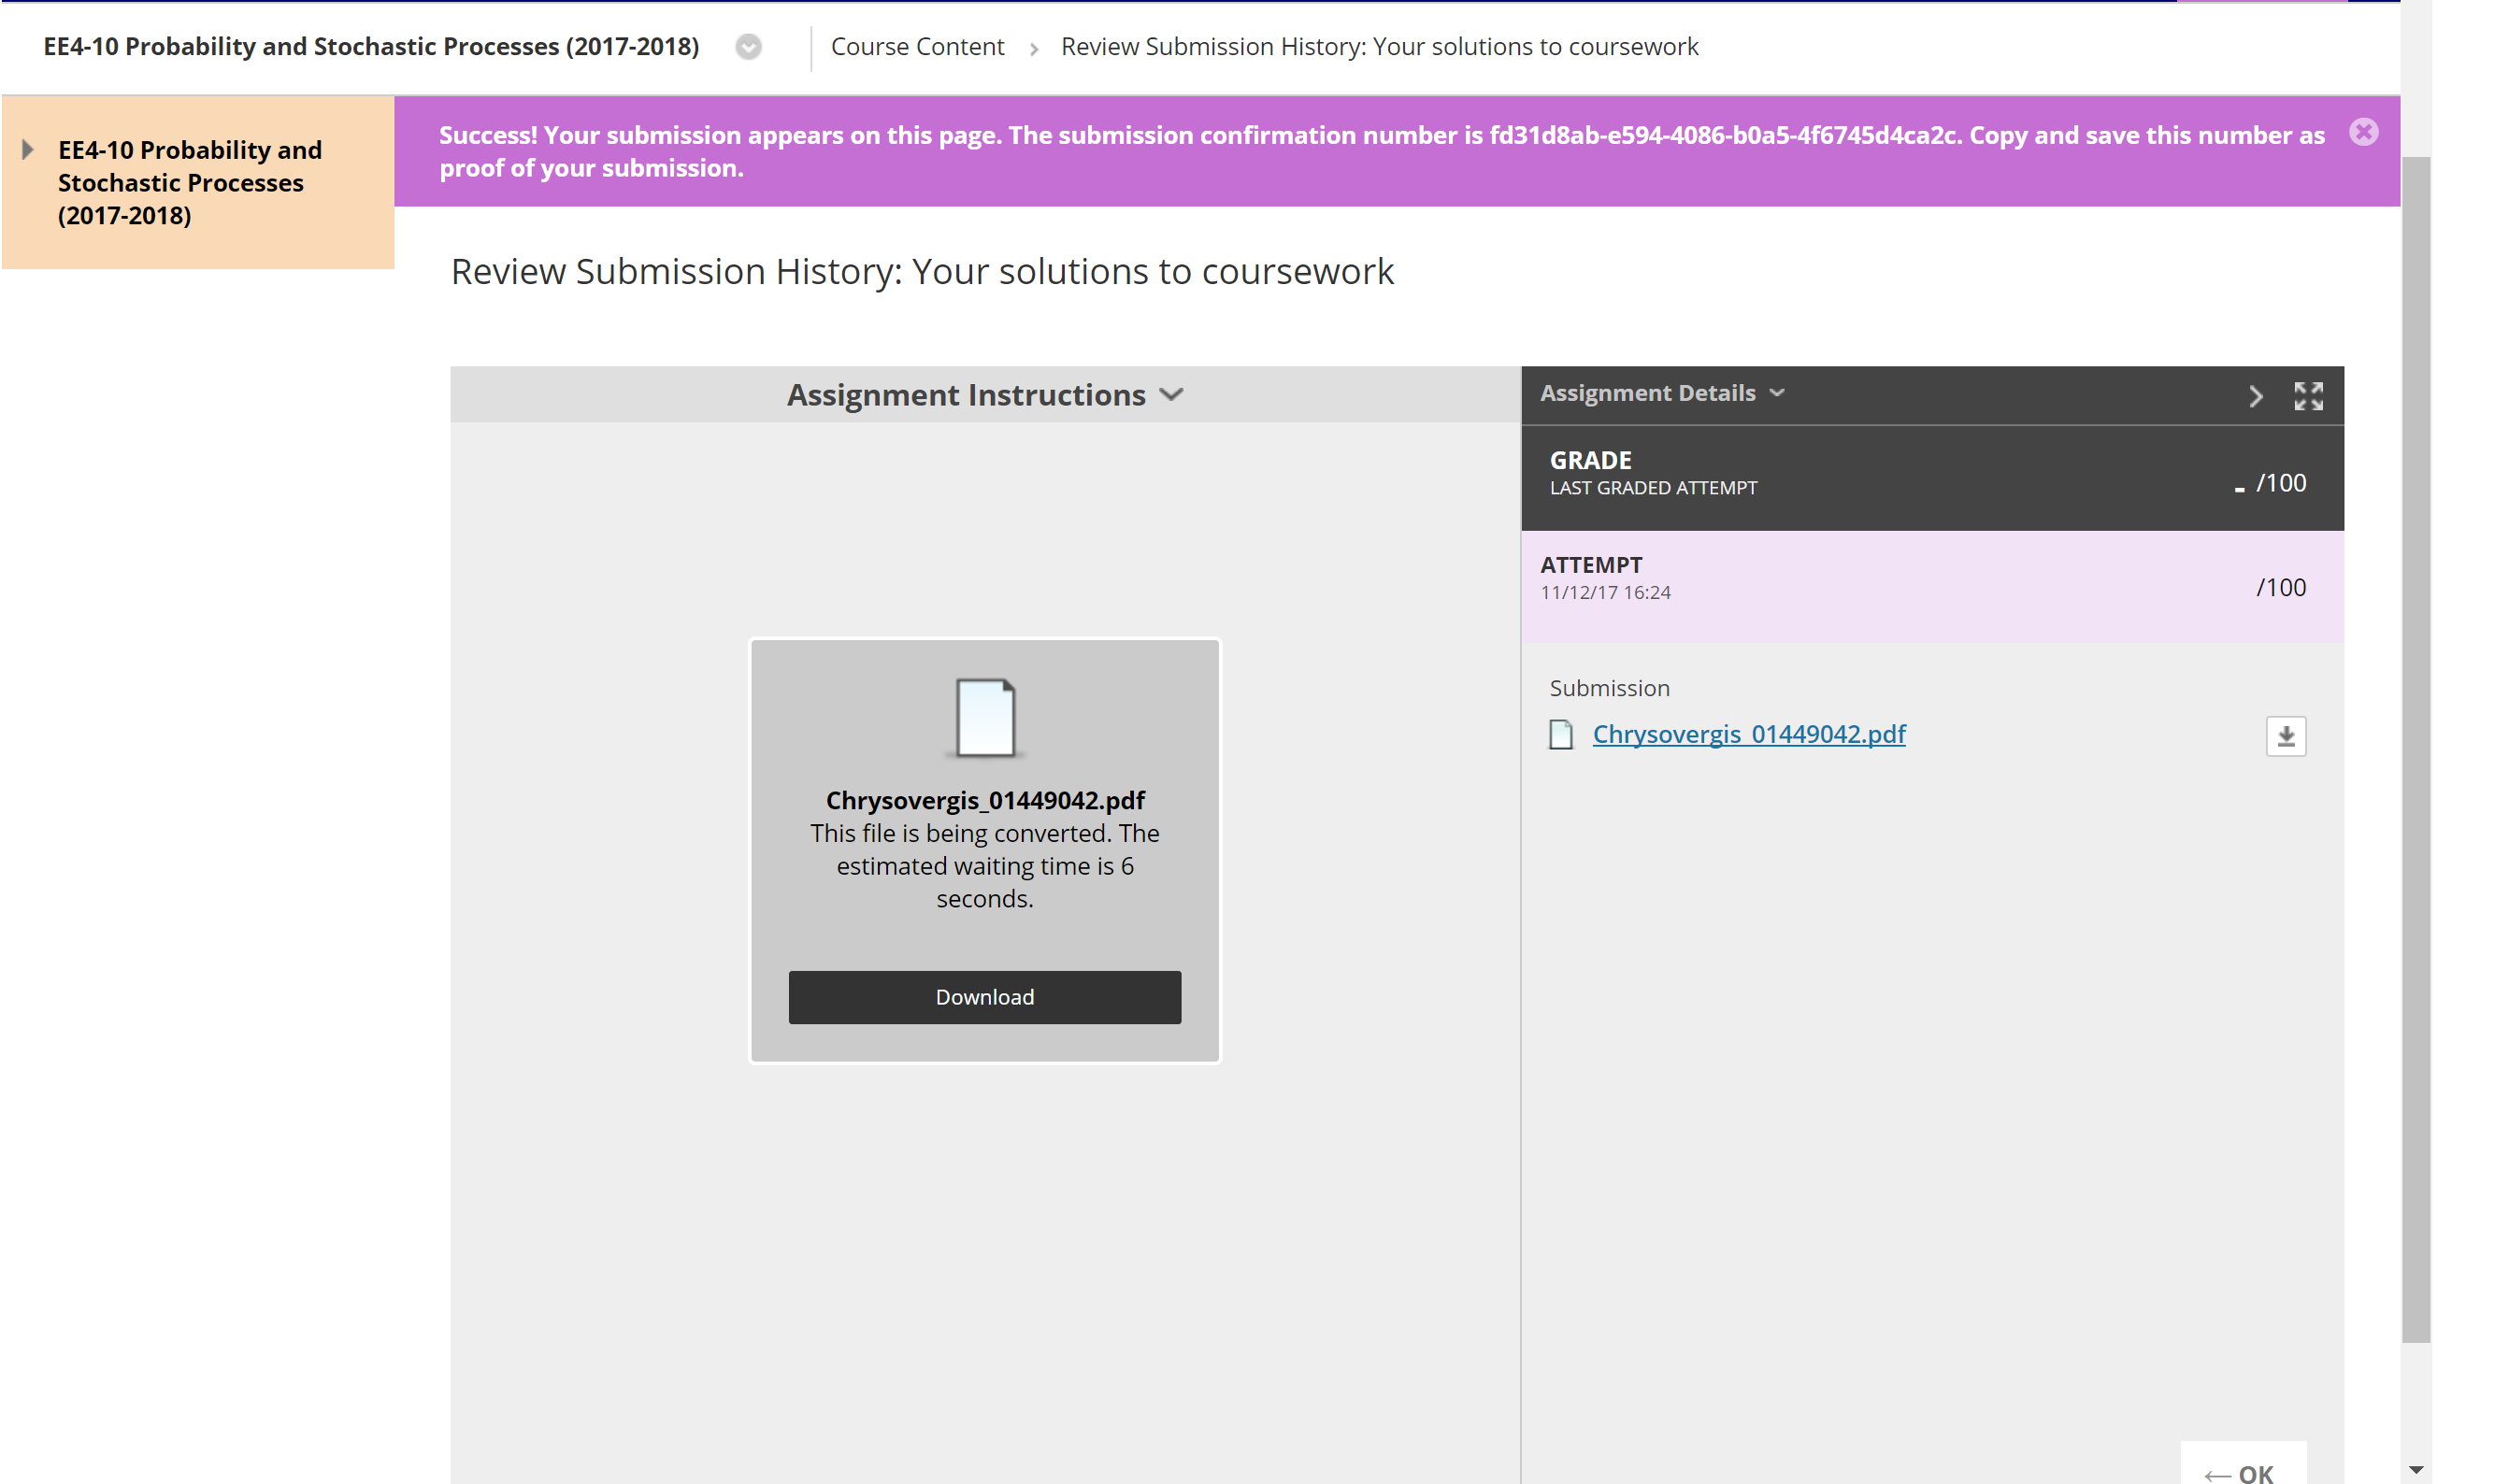 EE4-10 Probability and Stochastic Processes (2017-2018)
Course Content
Review Submission History: Your solutions to coursework
EE4-10 Probability and
Stochastic Processes
(2017-2018)
Success! Your submission appears on this page. The submission confirmation number is fd31d8ab-e594-4086-b0a5-4f6745d4ca2c. Copy and save this number as
proof of your submission.
Review Submission History: Your solutions to coursework
Assignment Instructions
Assignment Details
GRADE
LAST GRADED ATTEMPT
- /100
ATTEMPT
11/12/17 16:24
/100
Submission
Chrysovergis_01449042.pdf
Chrysovergis_01449042.pdf
This file is being converted. The
estimated waiting time is 6
seconds.
Download
← OK